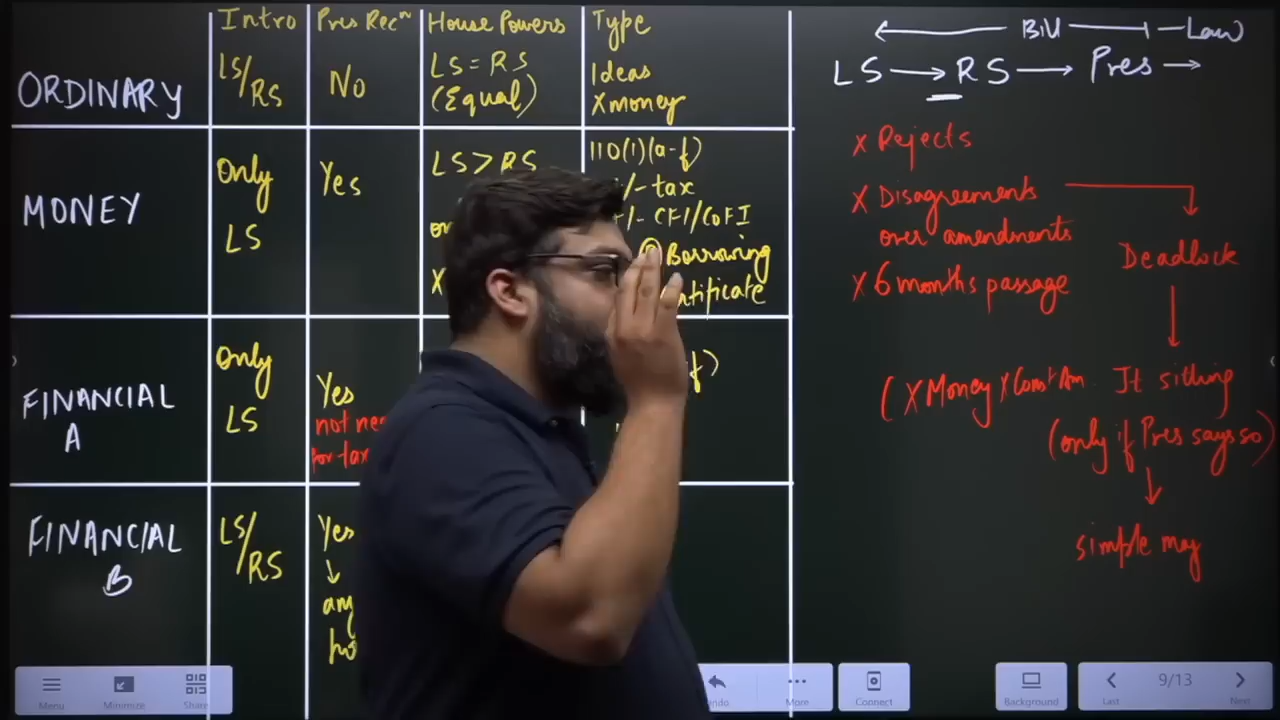 Intro
Pres Recⁿ
House Powers
Type
ORDINARY
LS/RS
No
LS = RS
(Equal)
Ideas
X money
MONEY
Only
LS
Yes
LS > RS
X
110(1)(a-f)
/- tax
/- CFI/CoFI
Borrowing
FINANCIAL
A
Only
LS
Yes
not
for tax
f)
FINANCIAL
B
LS/RS
Yes
↓
Bill
Law
LS → RS → Pres →
X Rejects
X Disagreements
over amendments
X 6 months passage
Deadlock
(X Money X Const Am.
Jt sitting
(only if Pres says so)
↓
simple maj
Menu
Minimize
Share
More
Connect
Background
Last
9/13
Next